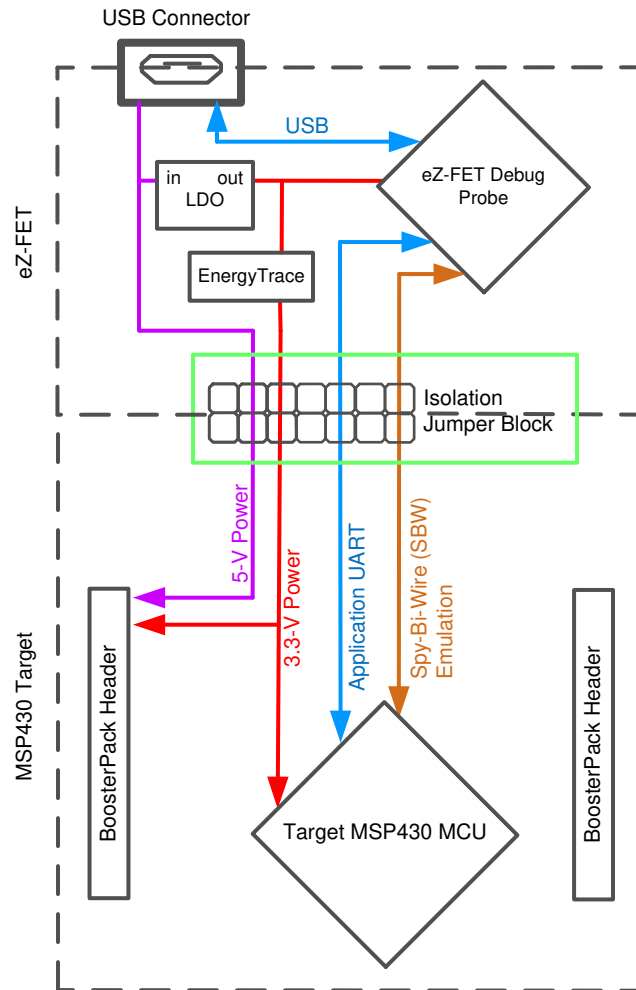 USB Connector
USB
in out
LDO
eZ-FET Debug
Probe
eZ-FET
EnergyTrace
Isolation
Jumper Block
5-V Power
3.3-V Power
Application UART
Spy-Bi-Wire (SBW)
Emulation
MSP430 Target
BoosterPack Header
Target MSP430 MCU
BoosterPack Header